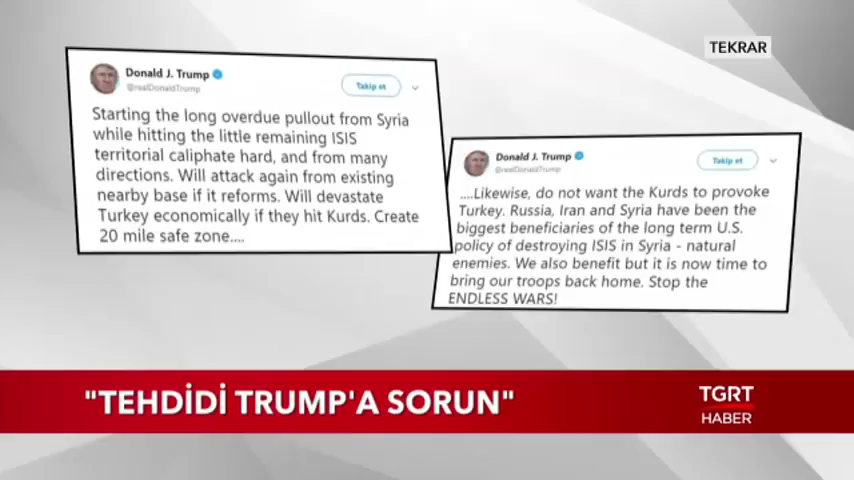 TEKRAR
Donald J. Trump
@realDonaldTrump
Takip et
Starting the long overdue pullout from Syria
while hitting the little remaining ISIS
territorial caliphate hard, and from many
directions. Will attack again from existing
nearby base if it reforms. Will devastate
Turkey economically if they hit Kurds. Create
20 mile safe zone....
Donald J. Trump
@realDonaldTrump
Takip et
....Likewise, do not want the Kurds to provoke
Turkey. Russia, Iran and Syria have been the
biggest beneficiaries of the long term U.S.
policy of destroying ISIS in Syria - natural
enemies. We also benefit but it is now time to
bring our troops back home. Stop the
ENDLESS WARS!
"TEHDİDİ TRUMP'A SORUN"
TGRT
HABER